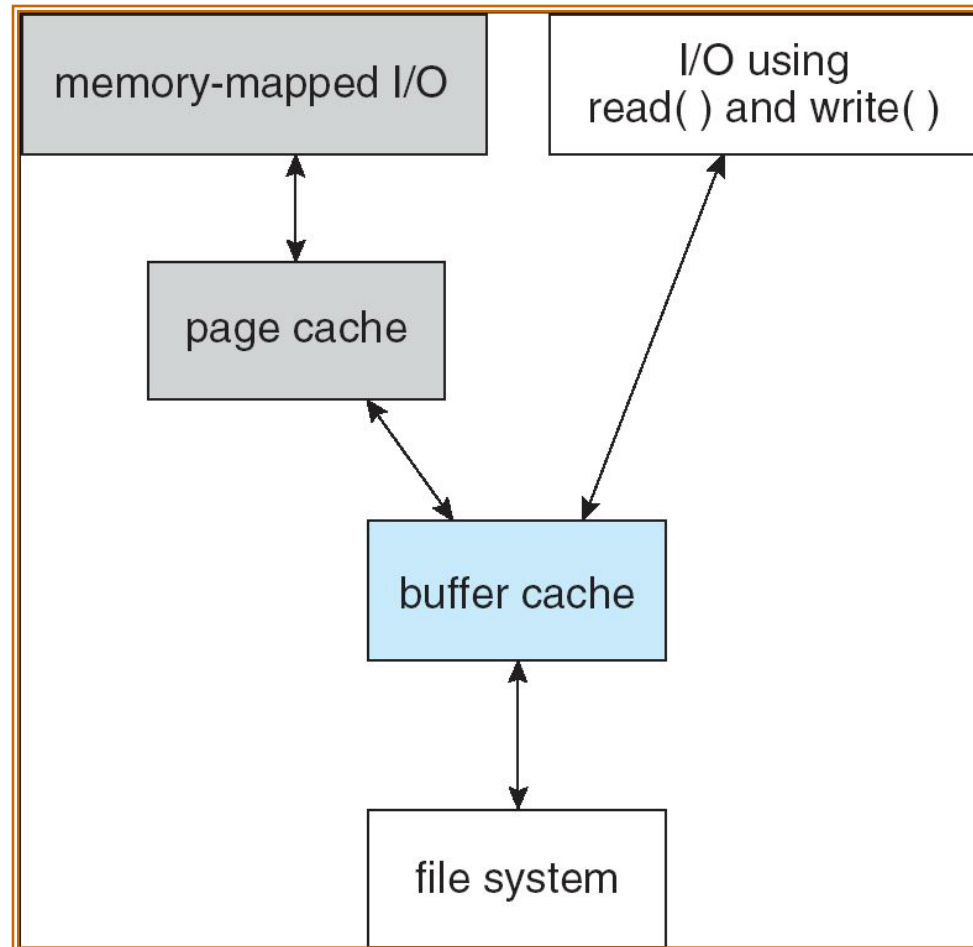 memory-mapped I/O
I/O using
read( ) and write( )
page cache
buffer cache
file system